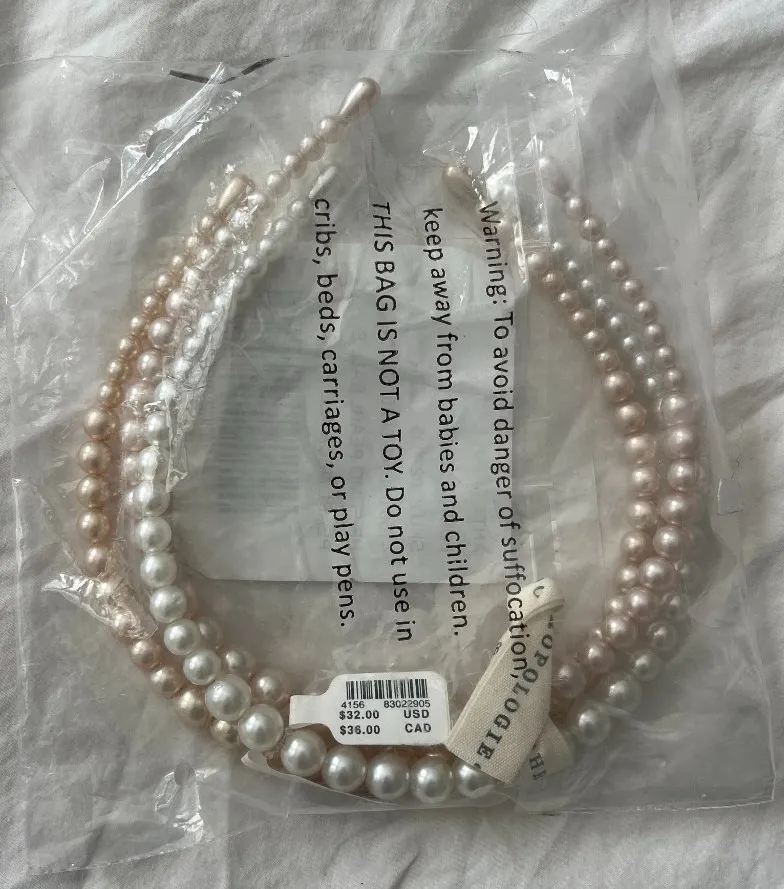 Warning: To avoid danger of suffocation,
keep away from babies and children.
THIS BAG IS NOT A TOY. Do not use in
cribs, beds, carriages, or play pens.
4156 83022905
$32.00 USD
$36.00 CAD
OPOLOGIE,